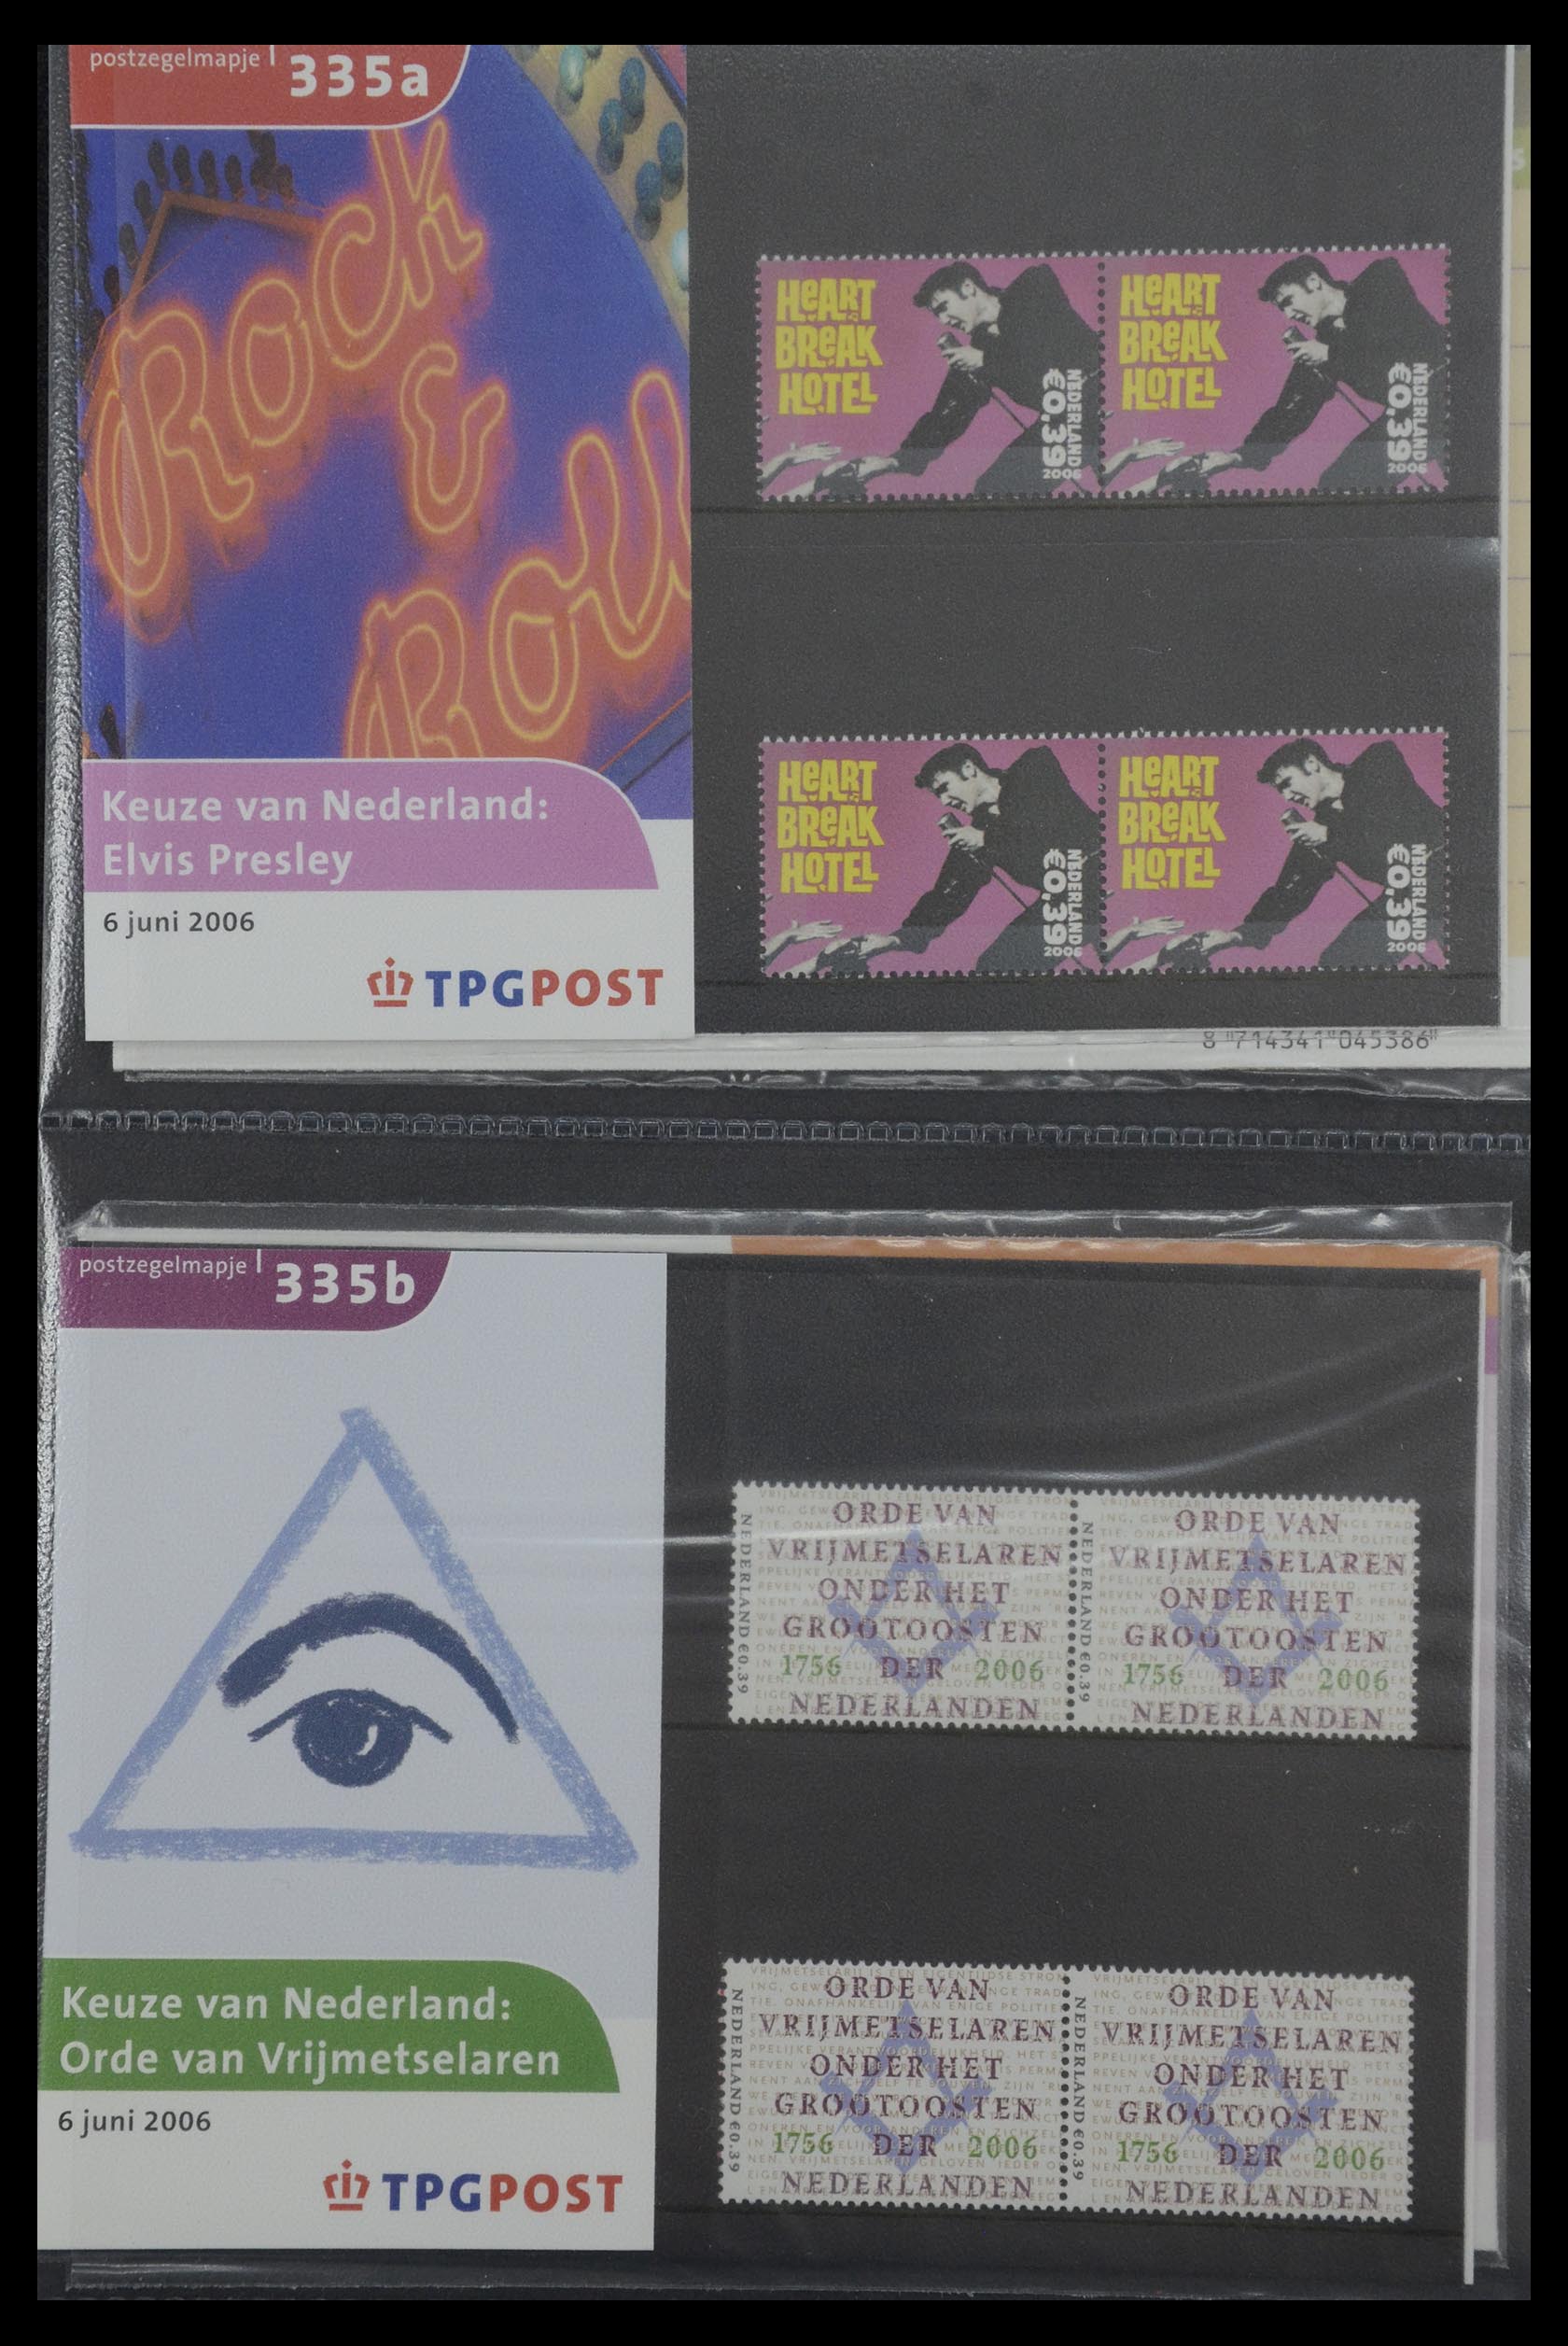 postzegelmapje 335a
Rock
&
Roll
Keuze van Nederland:
Elvis Presley
6 juni 2006
TPGPOST
HEART
BREAK
HOTEL
NEDERLAND
€0,39
2006
HEART
BREAK
HOTEL
NEDERLAND
€0,39
2006
HEART
BREAK
HOTEL
NEDERLAND
€0,39
2006
HEART
BREAK
HOTEL
NEDERLAND
€0,39
2006
8 714341 045386
postzegelmapje 335b
Keuze van Nederland:
Orde van Vrijmetselaren
6 juni 2006
TPGPOST
NEDERLAND €0.39
ORDE VAN
VRIJMETSELAREN
ONDER HET
GROOTOOSTEN
1756 DER 2006
NEDERLANDEN
NEDERLAND €0.39
ORDE VAN
VRIJMETSELAREN
ONDER HET
GROOTOOSTEN
1756 DER 2006
NEDERLANDEN
NEDERLAND €0.39
ORDE VAN
VRIJMETSELAREN
ONDER HET
GROOTOOSTEN
1756 DER 2006
NEDERLANDEN
NEDERLAND €0.39
ORDE VAN
VRIJMETSELAREN
ONDER HET
GROOTOOSTEN
1756 DER 2006
NEDERLANDEN